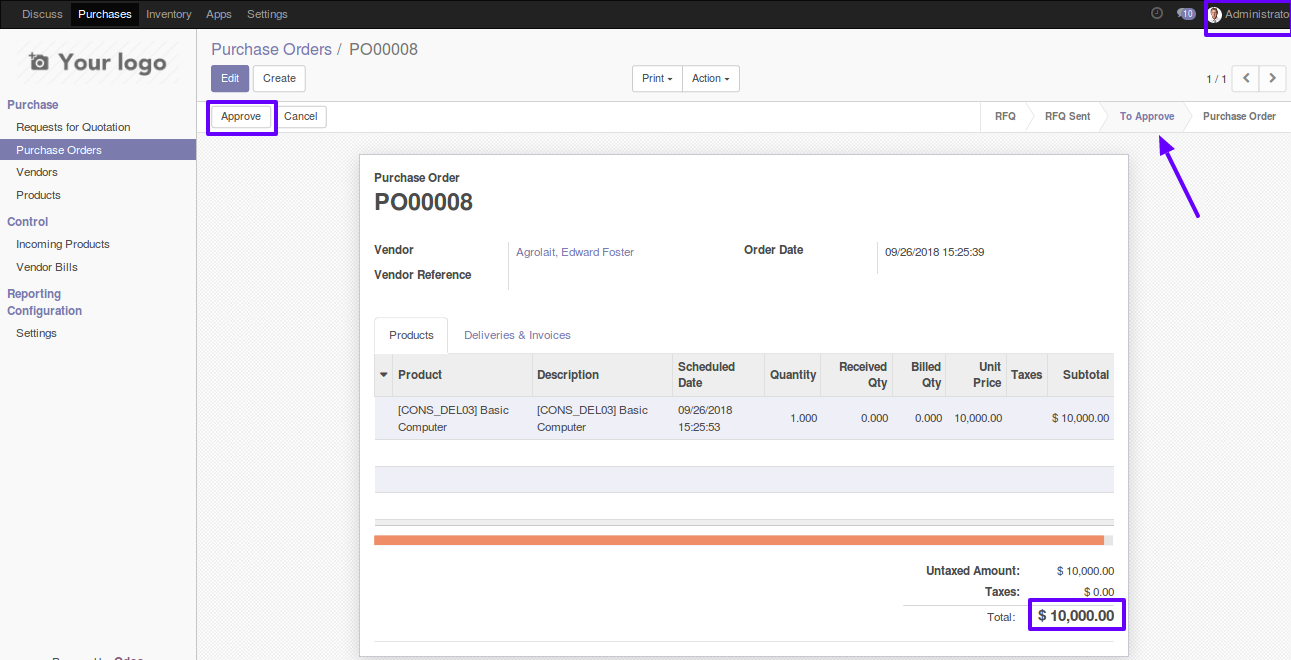 Discuss Purchases Inventory Apps Settings 10 Administrato
Your logo
Purchase Orders / PO00008
Edit Create Print Action 1 / 1
Approve Cancel RFQ RFQ Sent To Approve Purchase Order
Purchase
Requests for Quotation
Purchase Orders
Vendors
Products
Control
Incoming Products
Vendor Bills
Reporting
Configuration
Settings
Purchase Order
PO00008
Vendor Agrolait, Edward Foster Order Date 09/26/2018 15:25:39
Vendor Reference
Products Deliveries & Invoices
Product Description Scheduled Date Quantity Received Qty Billed Qty Unit Price Taxes Subtotal
[CONS_DEL03] Basic Computer [CONS_DEL03] Basic Computer 09/26/2018 15:25:53 1.000 0.000 0.000 10,000.00 $ 10,000.00
Untaxed Amount: $ 10,000.00
Taxes: $ 0.00
Total: $ 10,000.00